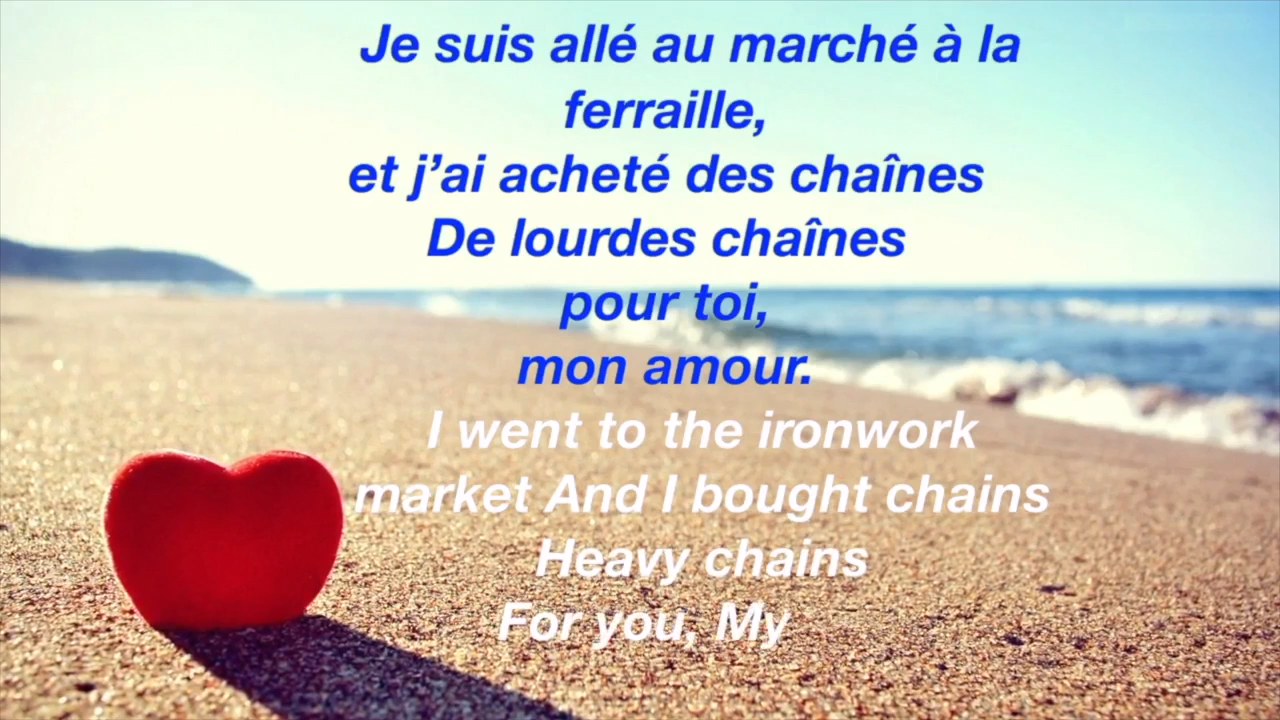 Je suis allé au marché à la
ferraille,
et j’ai acheté des chaînes
De lourdes chaînes
pour toi,
mon amour.
I went to the ironwork
market And I bought chains
Heavy chains
For you, My